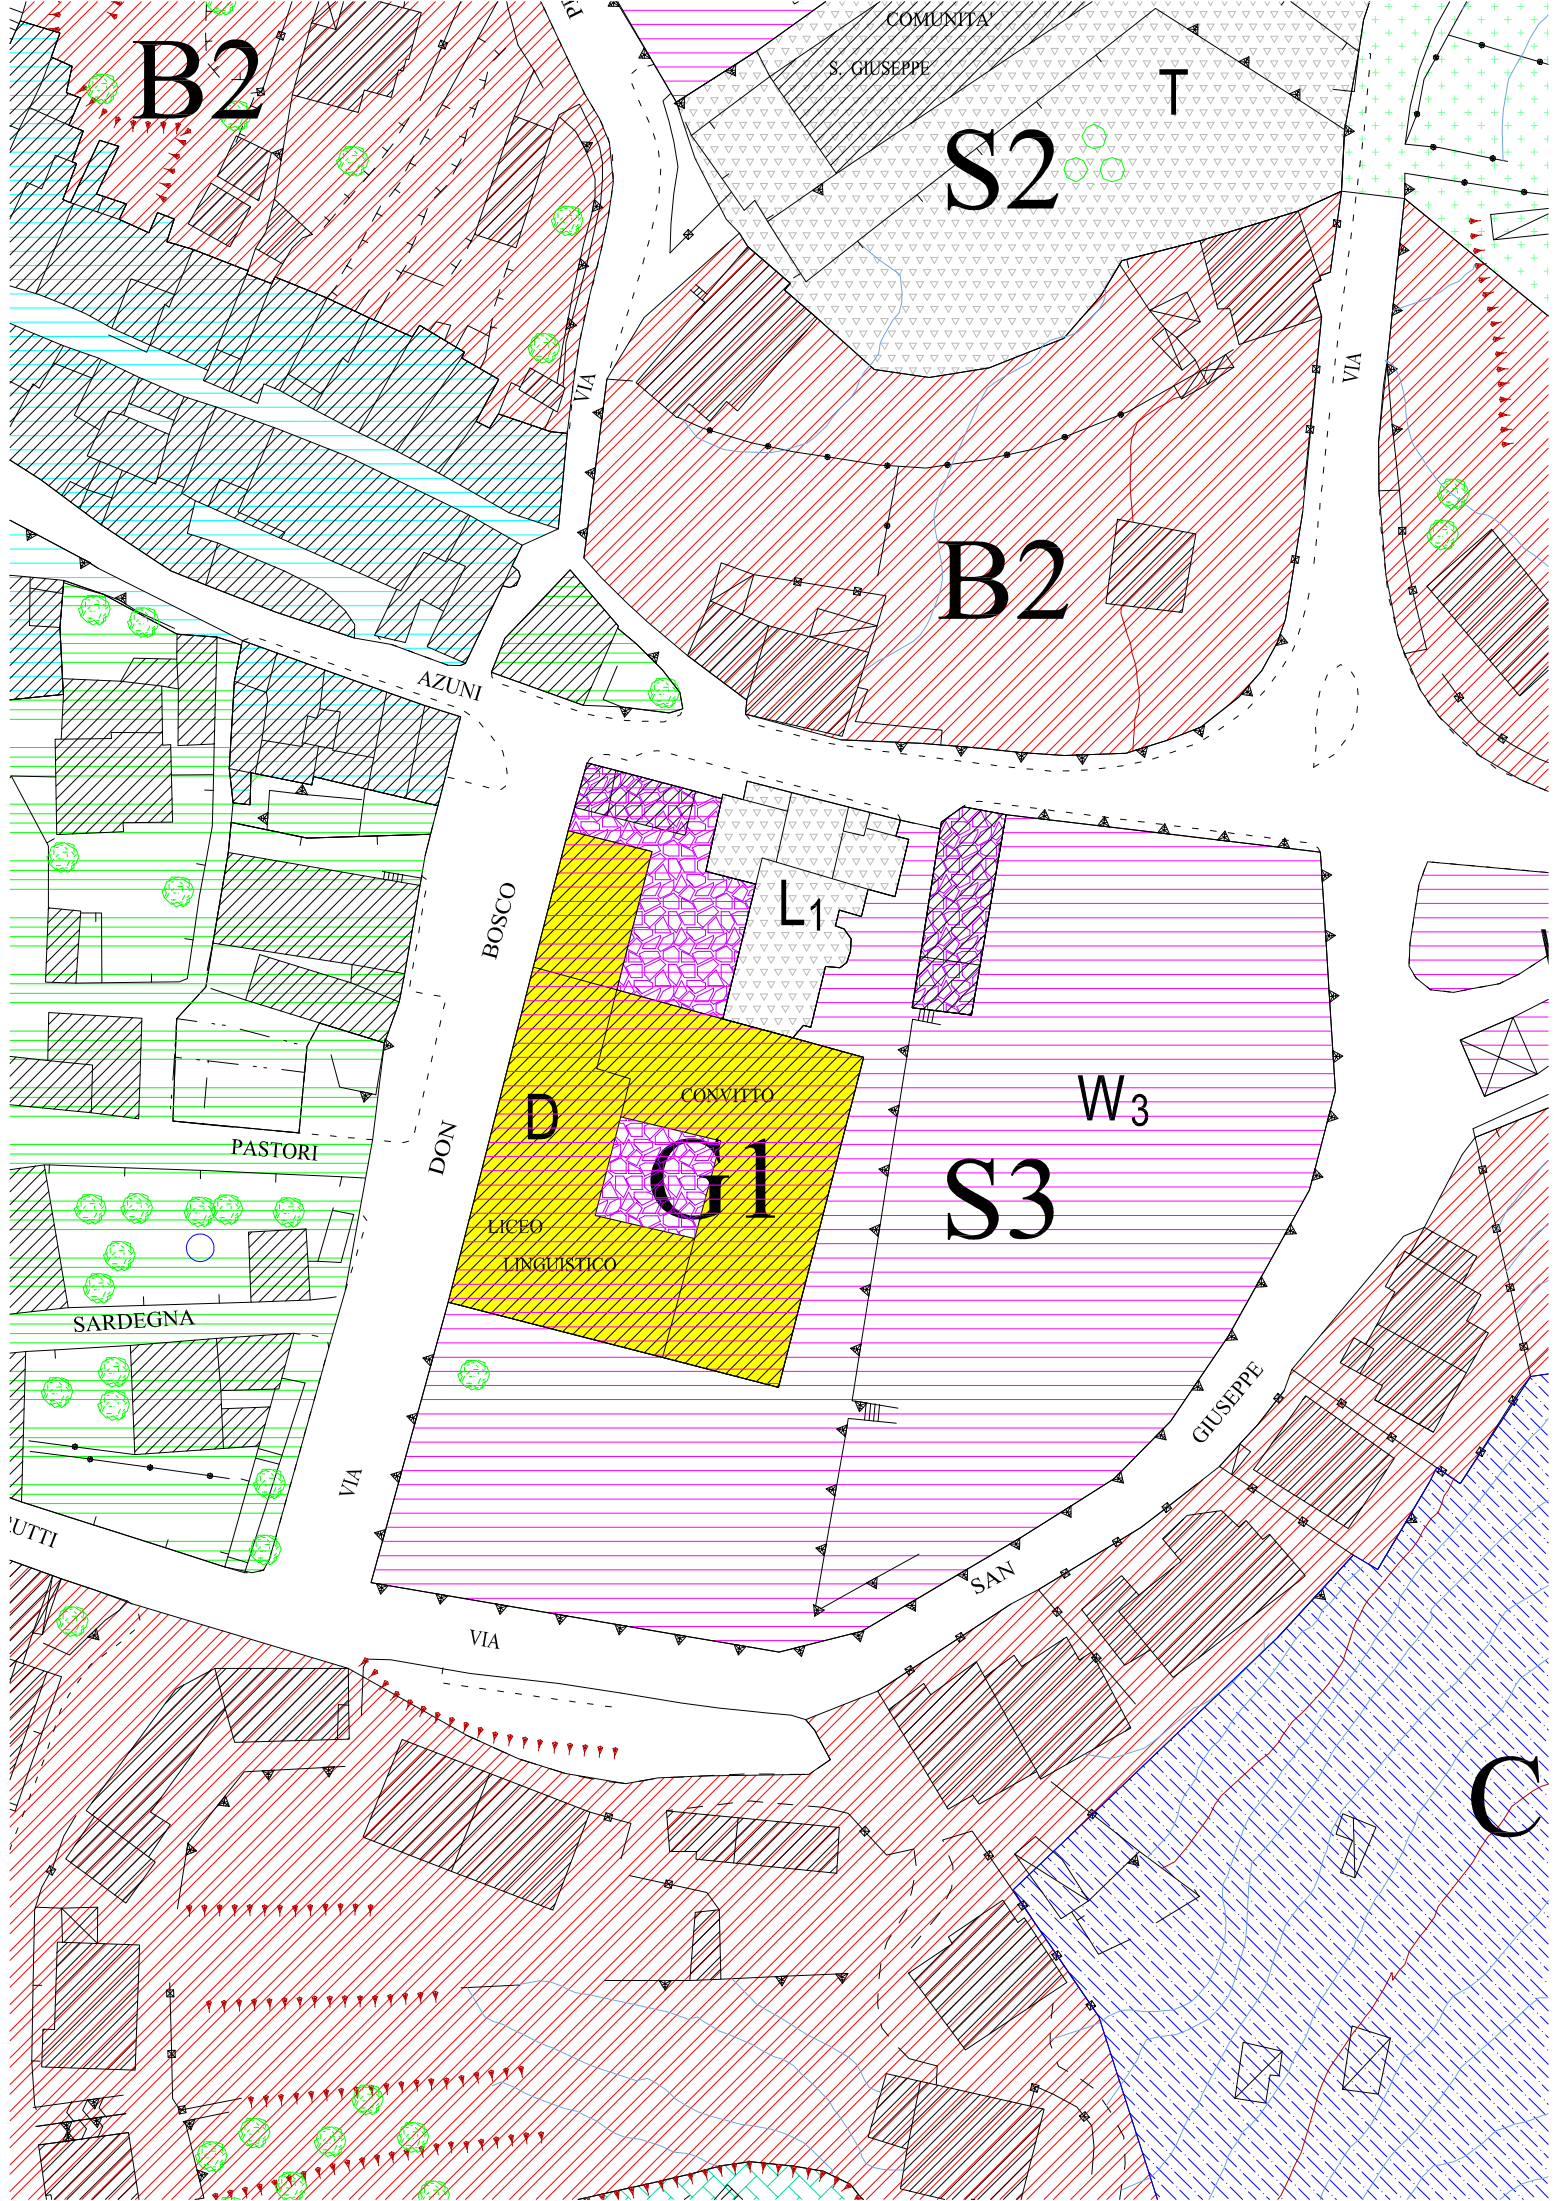 COMUNITA'
S. GIUSEPPE
B2
T
S2
VIA
VIA
B2
AZUNI
BOSCO
L1
CONVITTO
D
W3
DON
PASTORI
G1
S3
LICEO
LINGUISTICO
SARDEGNA
GIUSEPPE
VIA
SAN
VIA
C